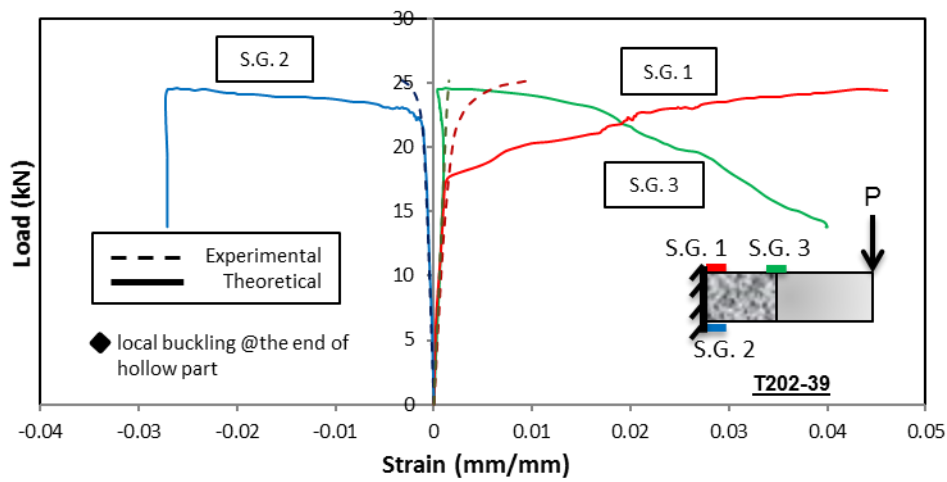 30
25
20
15
10
5
0
Load (kN)
S.G. 2
S.G. 1
S.G. 3
P
Experimental
Theoretical
local buckling @the end of
hollow part
S.G. 1 S.G. 3
S.G. 2
T202-39
-0.04 -0.03 -0.02 -0.01 0 0.01 0.02 0.03 0.04 0.05
Strain (mm/mm)